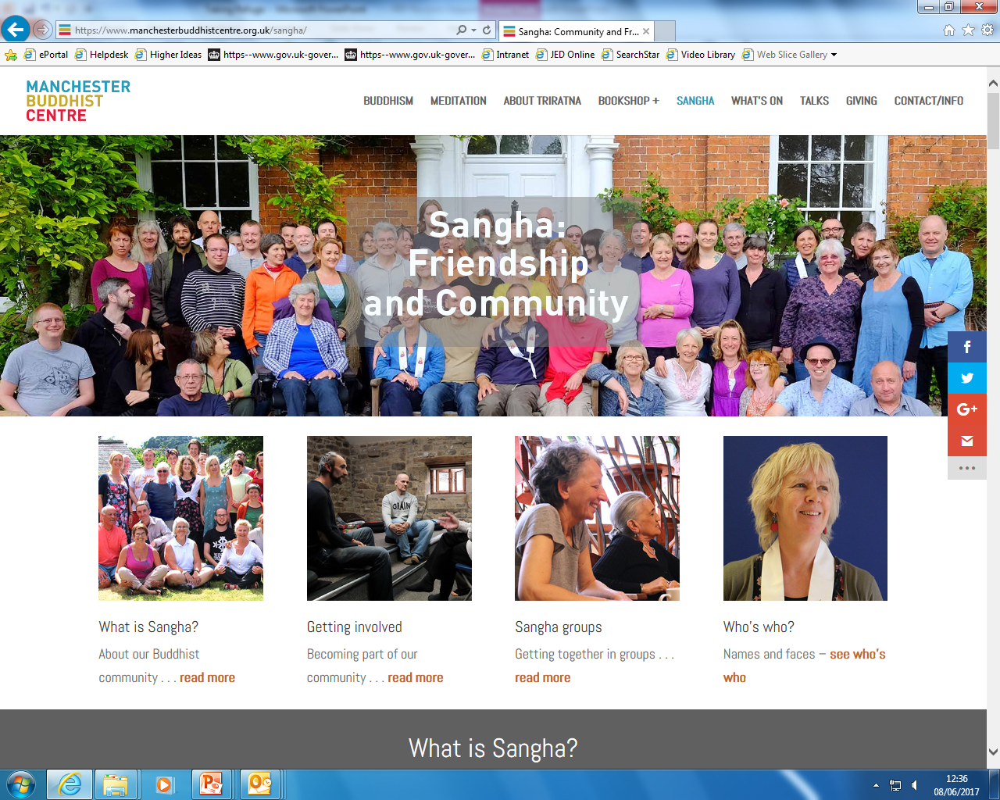 https://www.manchesterbuddhistcentre.org.uk/sangha/
Sangha: Community and Fr...
ePortal
Helpdesk
Higher Ideas
https--www.gov.uk-gover...
https--www.gov.uk-gover...
Intranet
JED Online
SearchStar
Video Library
Web Slice Gallery
MANCHESTER
BUDDHIST
CENTRE
BUDDHISM
MEDITATION
ABOUT TRIRATNA
BOOKSHOP +
SANGHA
WHAT'S ON
TALKS
GIVING
CONTACT/INFO
Sangha:
Friendship
and Community
G+
What is Sangha?
About our Buddhist
community . . . read more
Getting involved
Becoming part of our
community . . . read more
Sangha groups
Getting together in groups . . .
read more
Who's who?
Names and faces – see who's
who
What is Sangha?
12:36
08/06/2017